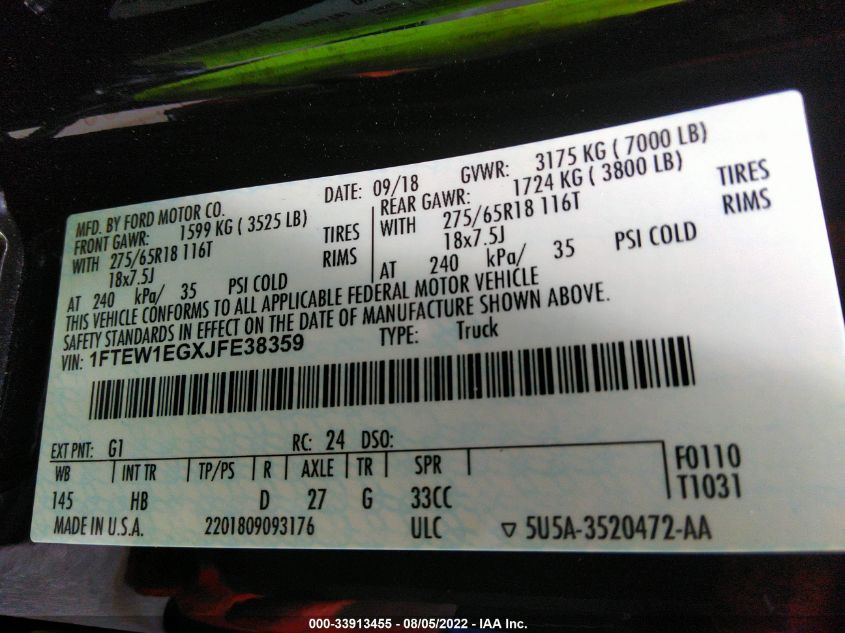 MFD. BY FORD MOTOR CO. DATE: 09/18 GVWR: 3175 KG ( 7000 LB)
FRONT GAWR: 1599 KG ( 3525 LB) REAR GAWR: 1724 KG ( 3800 LB)
WITH 275/65R18 116T TIRES WITH 275/65R18 116T TIRES
18x7.5J RIMS 18x7.5J RIMS
AT 240 kPa/ 35 PSI COLD AT 240 kPa/ 35 PSI COLD
THIS VEHICLE CONFORMS TO ALL APPLICABLE FEDERAL MOTOR VEHICLE
SAFETY STANDARDS IN EFFECT ON THE DATE OF MANUFACTURE SHOWN ABOVE.
VIN: 1FTEW1EGXJFE38359 TYPE: Truck
EXT PNT: G1 RC: 24 DSO: F0110
WB INT TR TP/PS R AXLE TR SPR T1031
145 HB D 27 G 33CC
MADE IN U.S.A. 2201809093176 ULC ▽ 5U5A-3520472-AA
000-33913455 - 08/05/2022 - IAA Inc.